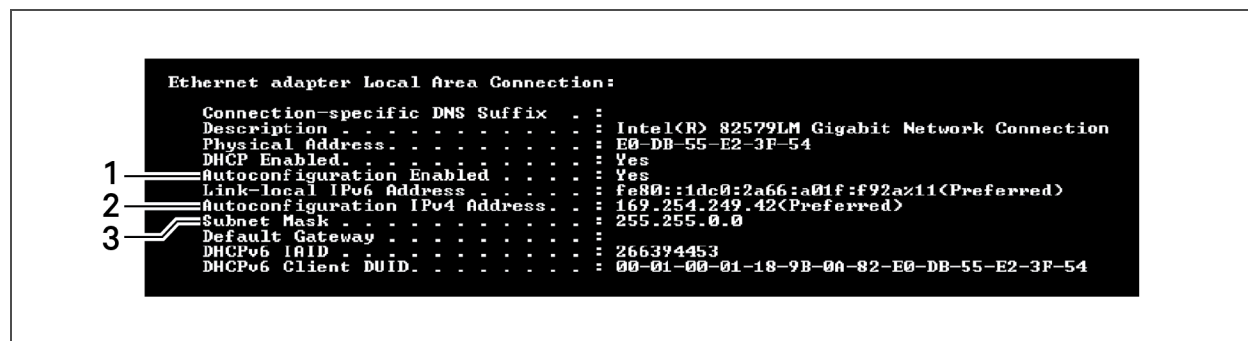 Ethernet adapter Local Area Connection:
Connection-specific DNS Suffix . :
Description . . . . . . . . . . . : Intel(R) 82579LM Gigabit Network Connection
Physical Address. . . . . . . . . : E0-DB-55-E2-3F-54
DHCP Enabled. . . . . . . . . . . : Yes
1 Autoconfiguration Enabled . . . . : Yes
Link-local IPv6 Address . . . . . : fe80::1dc0:2a66:a01f:f92a%11(Preferred)
2 Autoconfiguration IPv4 Address. . : 169.254.249.42(Preferred)
3 Subnet Mask . . . . . . . . . . . : 255.255.0.0
Default Gateway . . . . . . . . . :
DHCPv6 IAID . . . . . . . . . . . : 266394453
DHCPv6 Client DUID. . . . . . . . : 00-01-00-01-18-9B-0A-82-E0-DB-55-E2-3F-54